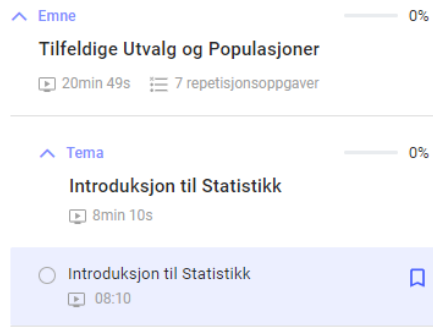 Emne 0%
Tilfeldige Utvalg og Populasjoner
20min 49s 7 repetisjonsoppgaver
Tema 0%
Introduksjon til Statistikk
8min 10s
Introduksjon til Statistikk
08:10